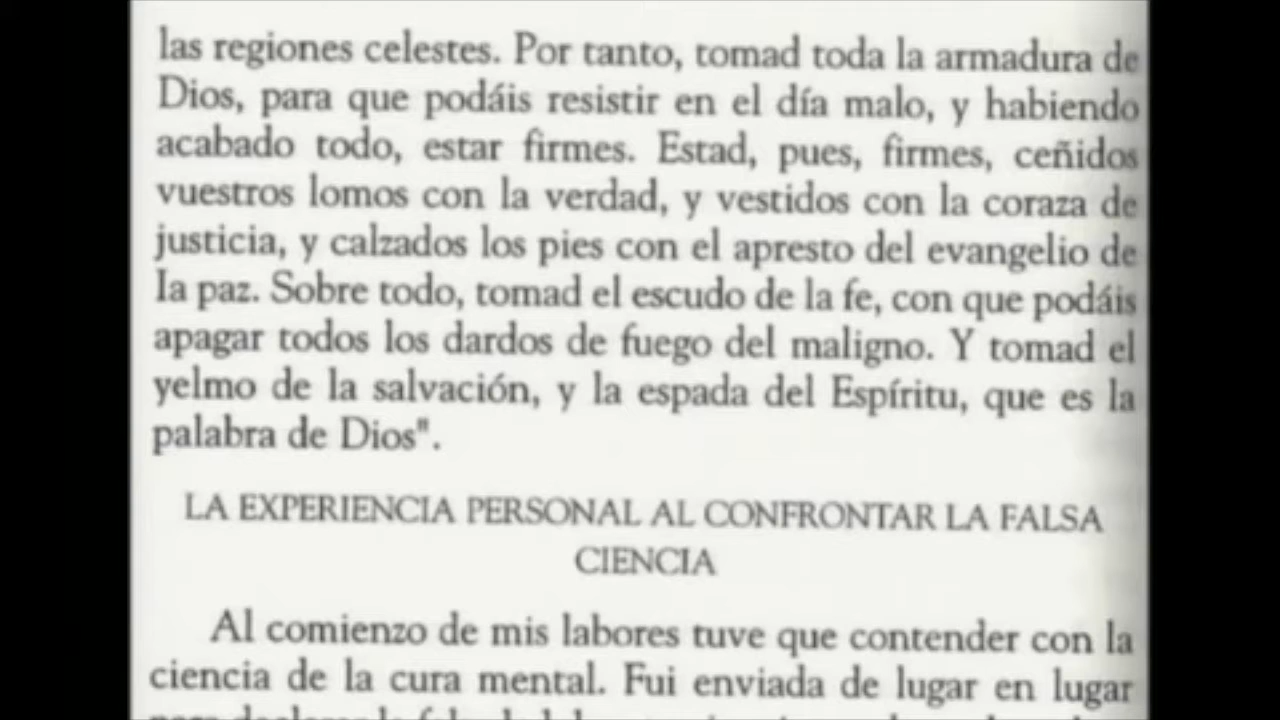 las regiones celestes. Por tanto, tomad toda la armadura de
Dios, para que podáis resistir en el día malo, y habiendo
acabado todo, estar firmes. Estad, pues, firmes, ceñidos
vuestros lomos con la verdad, y vestidos con la coraza de
justicia, y calzados los pies con el apresto del evangelio de
la paz. Sobre todo, tomad el escudo de la fe, con que podáis
apagar todos los dardos de fuego del maligno. Y tomad el
yelmo de la salvación, y la espada del Espíritu, que es la
palabra de Dios".
LA EXPERIENCIA PERSONAL AL CONFRONTAR LA FALSA
CIENCIA
Al comienzo de mis labores tuve que contender con la
ciencia de la cura mental. Fui enviada de lugar en lugar